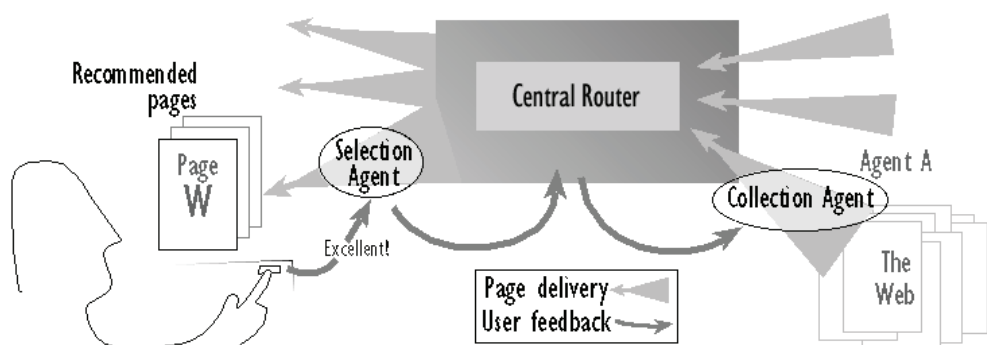 Recommended
pages
Page
W
Selection
Agent
Excellent!
Central Router
Agent A
Collection Agent
The
Web
Page delivery
User feedback